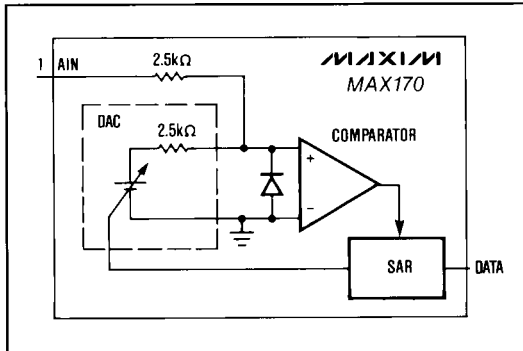 2.5kΩ
1 AIN
MAXIM
MAX170
DAC
2.5kΩ
COMPARATOR
+
−
SAR
DATA